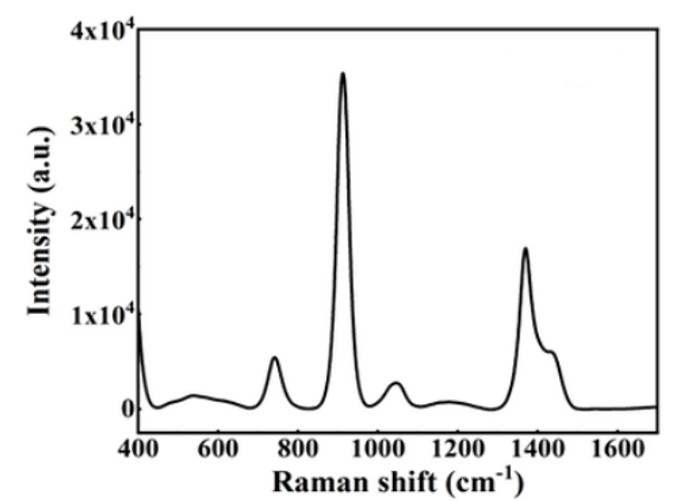 4x10⁴
3x10⁴
2x10⁴
1x10⁴
0
Intensity (a.u.)
400 600 800 1000 1200 1400 1600
Raman shift (cm⁻¹)